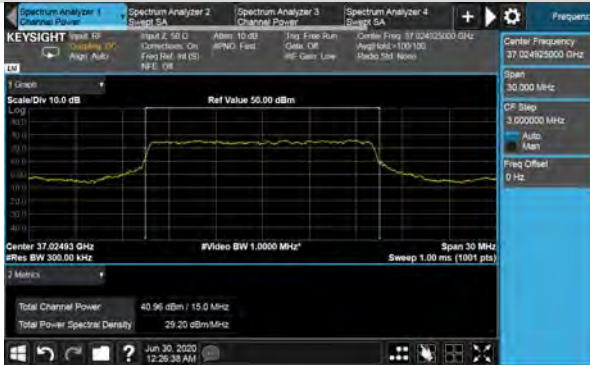 Spectrum Analyzer 1
Channel Power
Spectrum Analyzer 2
Swept SA
Spectrum Analyzer 3
Channel Power
Spectrum Analyzer 4
Swept SA
Frequenc
KEYSIGHT
Input: RF
Coupling: DC
Align: Auto
Input Z: 50 Ω
Corrections: On
Freq Ref: Int (S)
NFE: Off
Atten: 10 dB
#PNO: Fast
Trig: Free Run
Gate: Off
#IF Gain: Low
Center Freq: 37.024925000 GHz
Avg|Hold:>100/100
Radio Std: None
Center Frequency
37.024925000 GHz
Span
30.000 MHz
CF Step
3.000000 MHz
Auto
Man
Freq Offset
0 Hz
1 Graph
Scale/Div 10.0 dB
Ref Value 50.00 dBm
Log
Center 37.02493 GHz
#Video BW 1.0000 MHz*
Span 30 MHz
#Res BW 300.00 kHz
Sweep 1.00 ms (1001 pts)
2 Metrics
Total Channel Power
40.96 dBm / 15.0 MHz
Total Power Spectral Density
29.20 dBm/MHz
Jun 30, 2020
12:26:38 AM